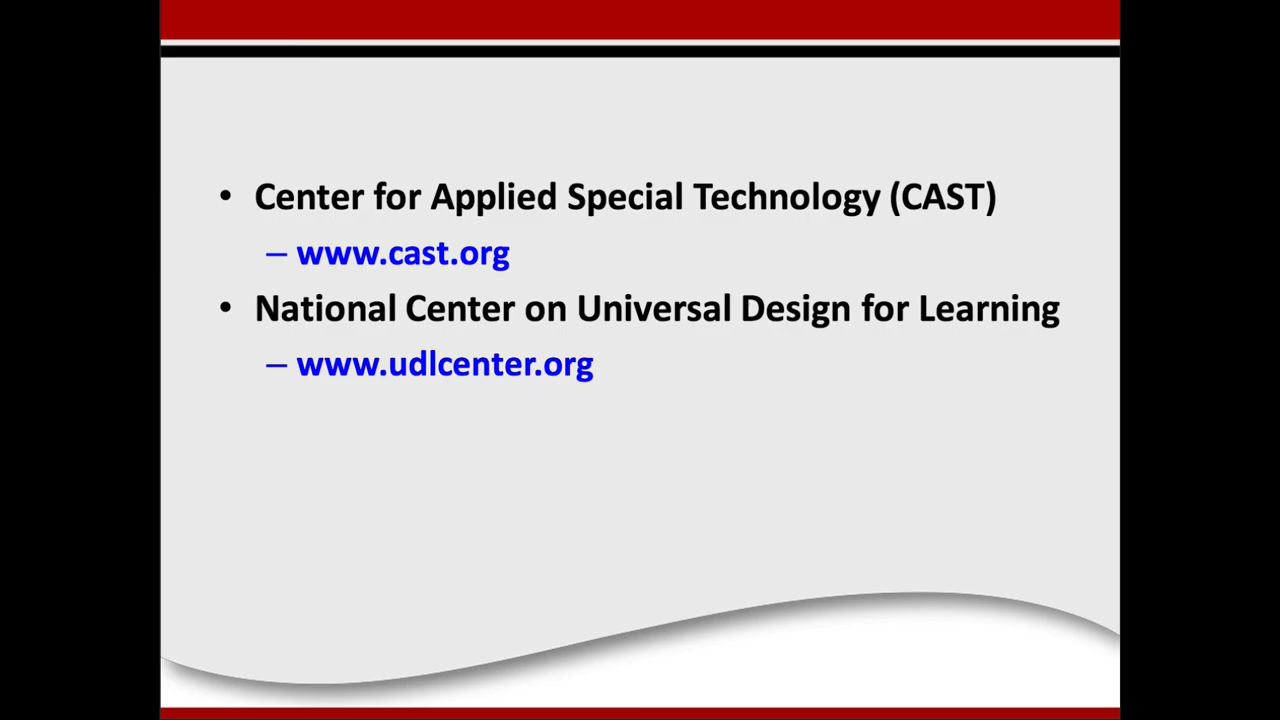 • Center for Applied Special Technology (CAST)
– www.cast.org
• National Center on Universal Design for Learning
– www.udlcenter.org